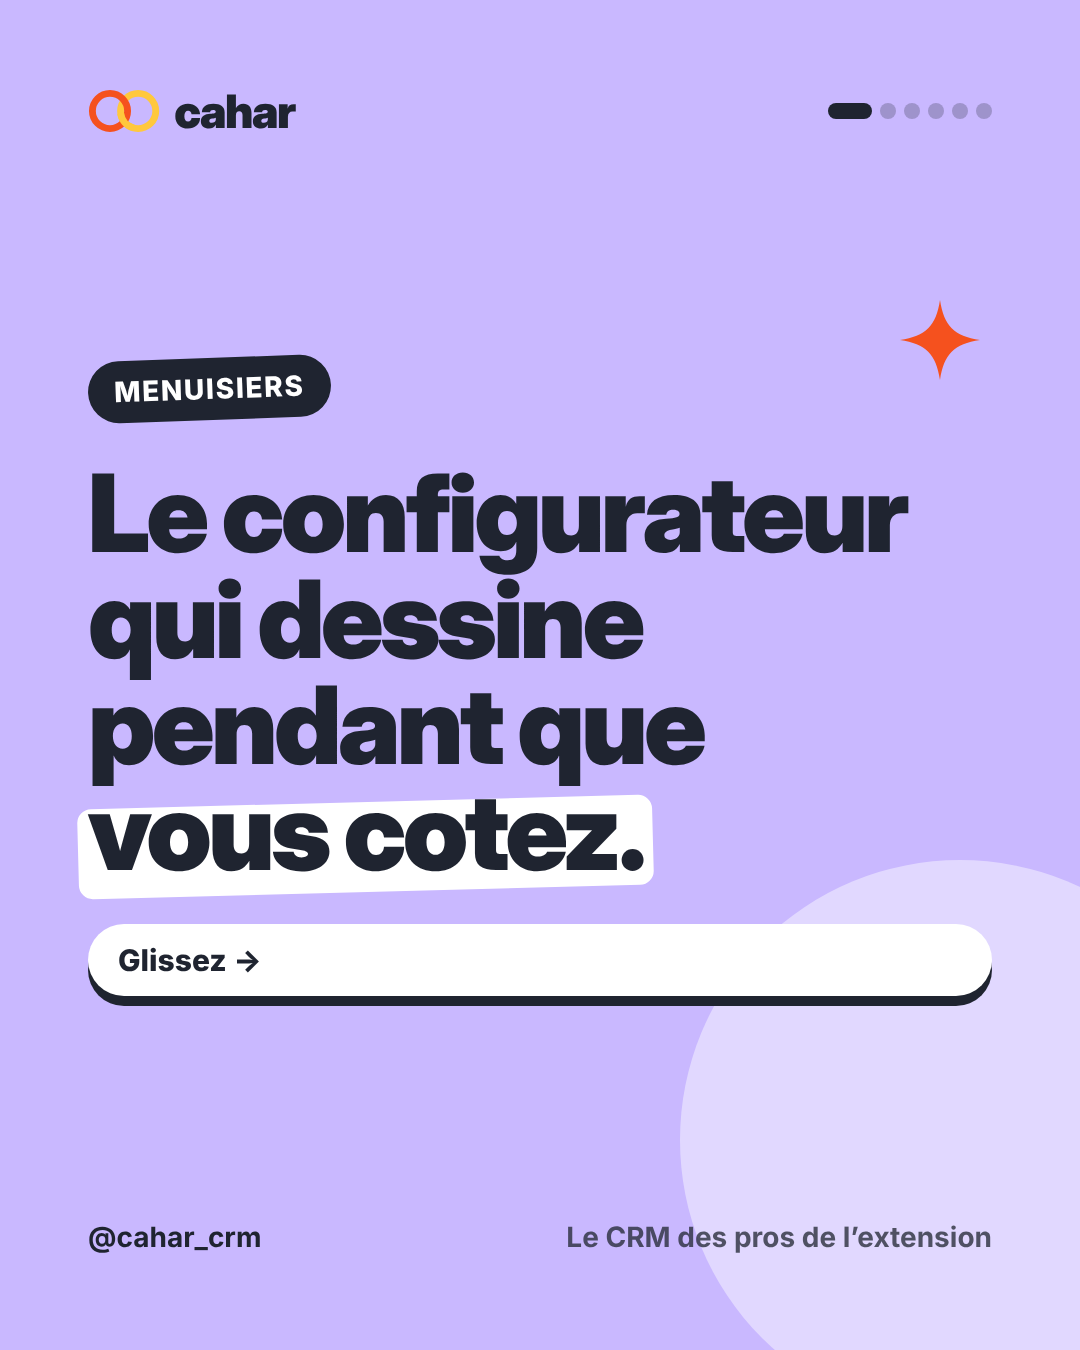 cahar
MENUISIERS
Le configurateur
qui dessine
pendant que
vous cotez.
Glissez →
@cahar_crm
Le CRM des pros de l’extension